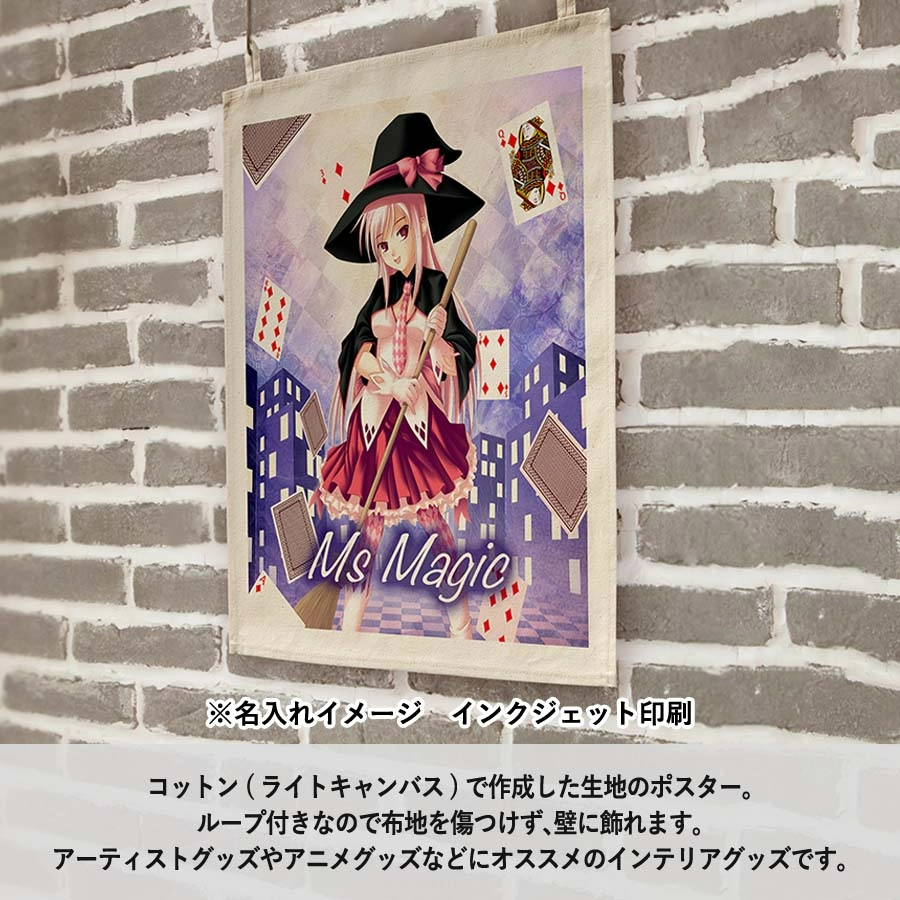 Q
3
Q
A
Ms Magic
※名入れイメージ　インクジェット印刷
コットン(ライトキャンバス)で作成した生地のポスター。
ループ付きなので布地を傷つけず、壁に飾れます。
アーティストグッズやアニメグッズなどにオススメのインテリアグッズです。